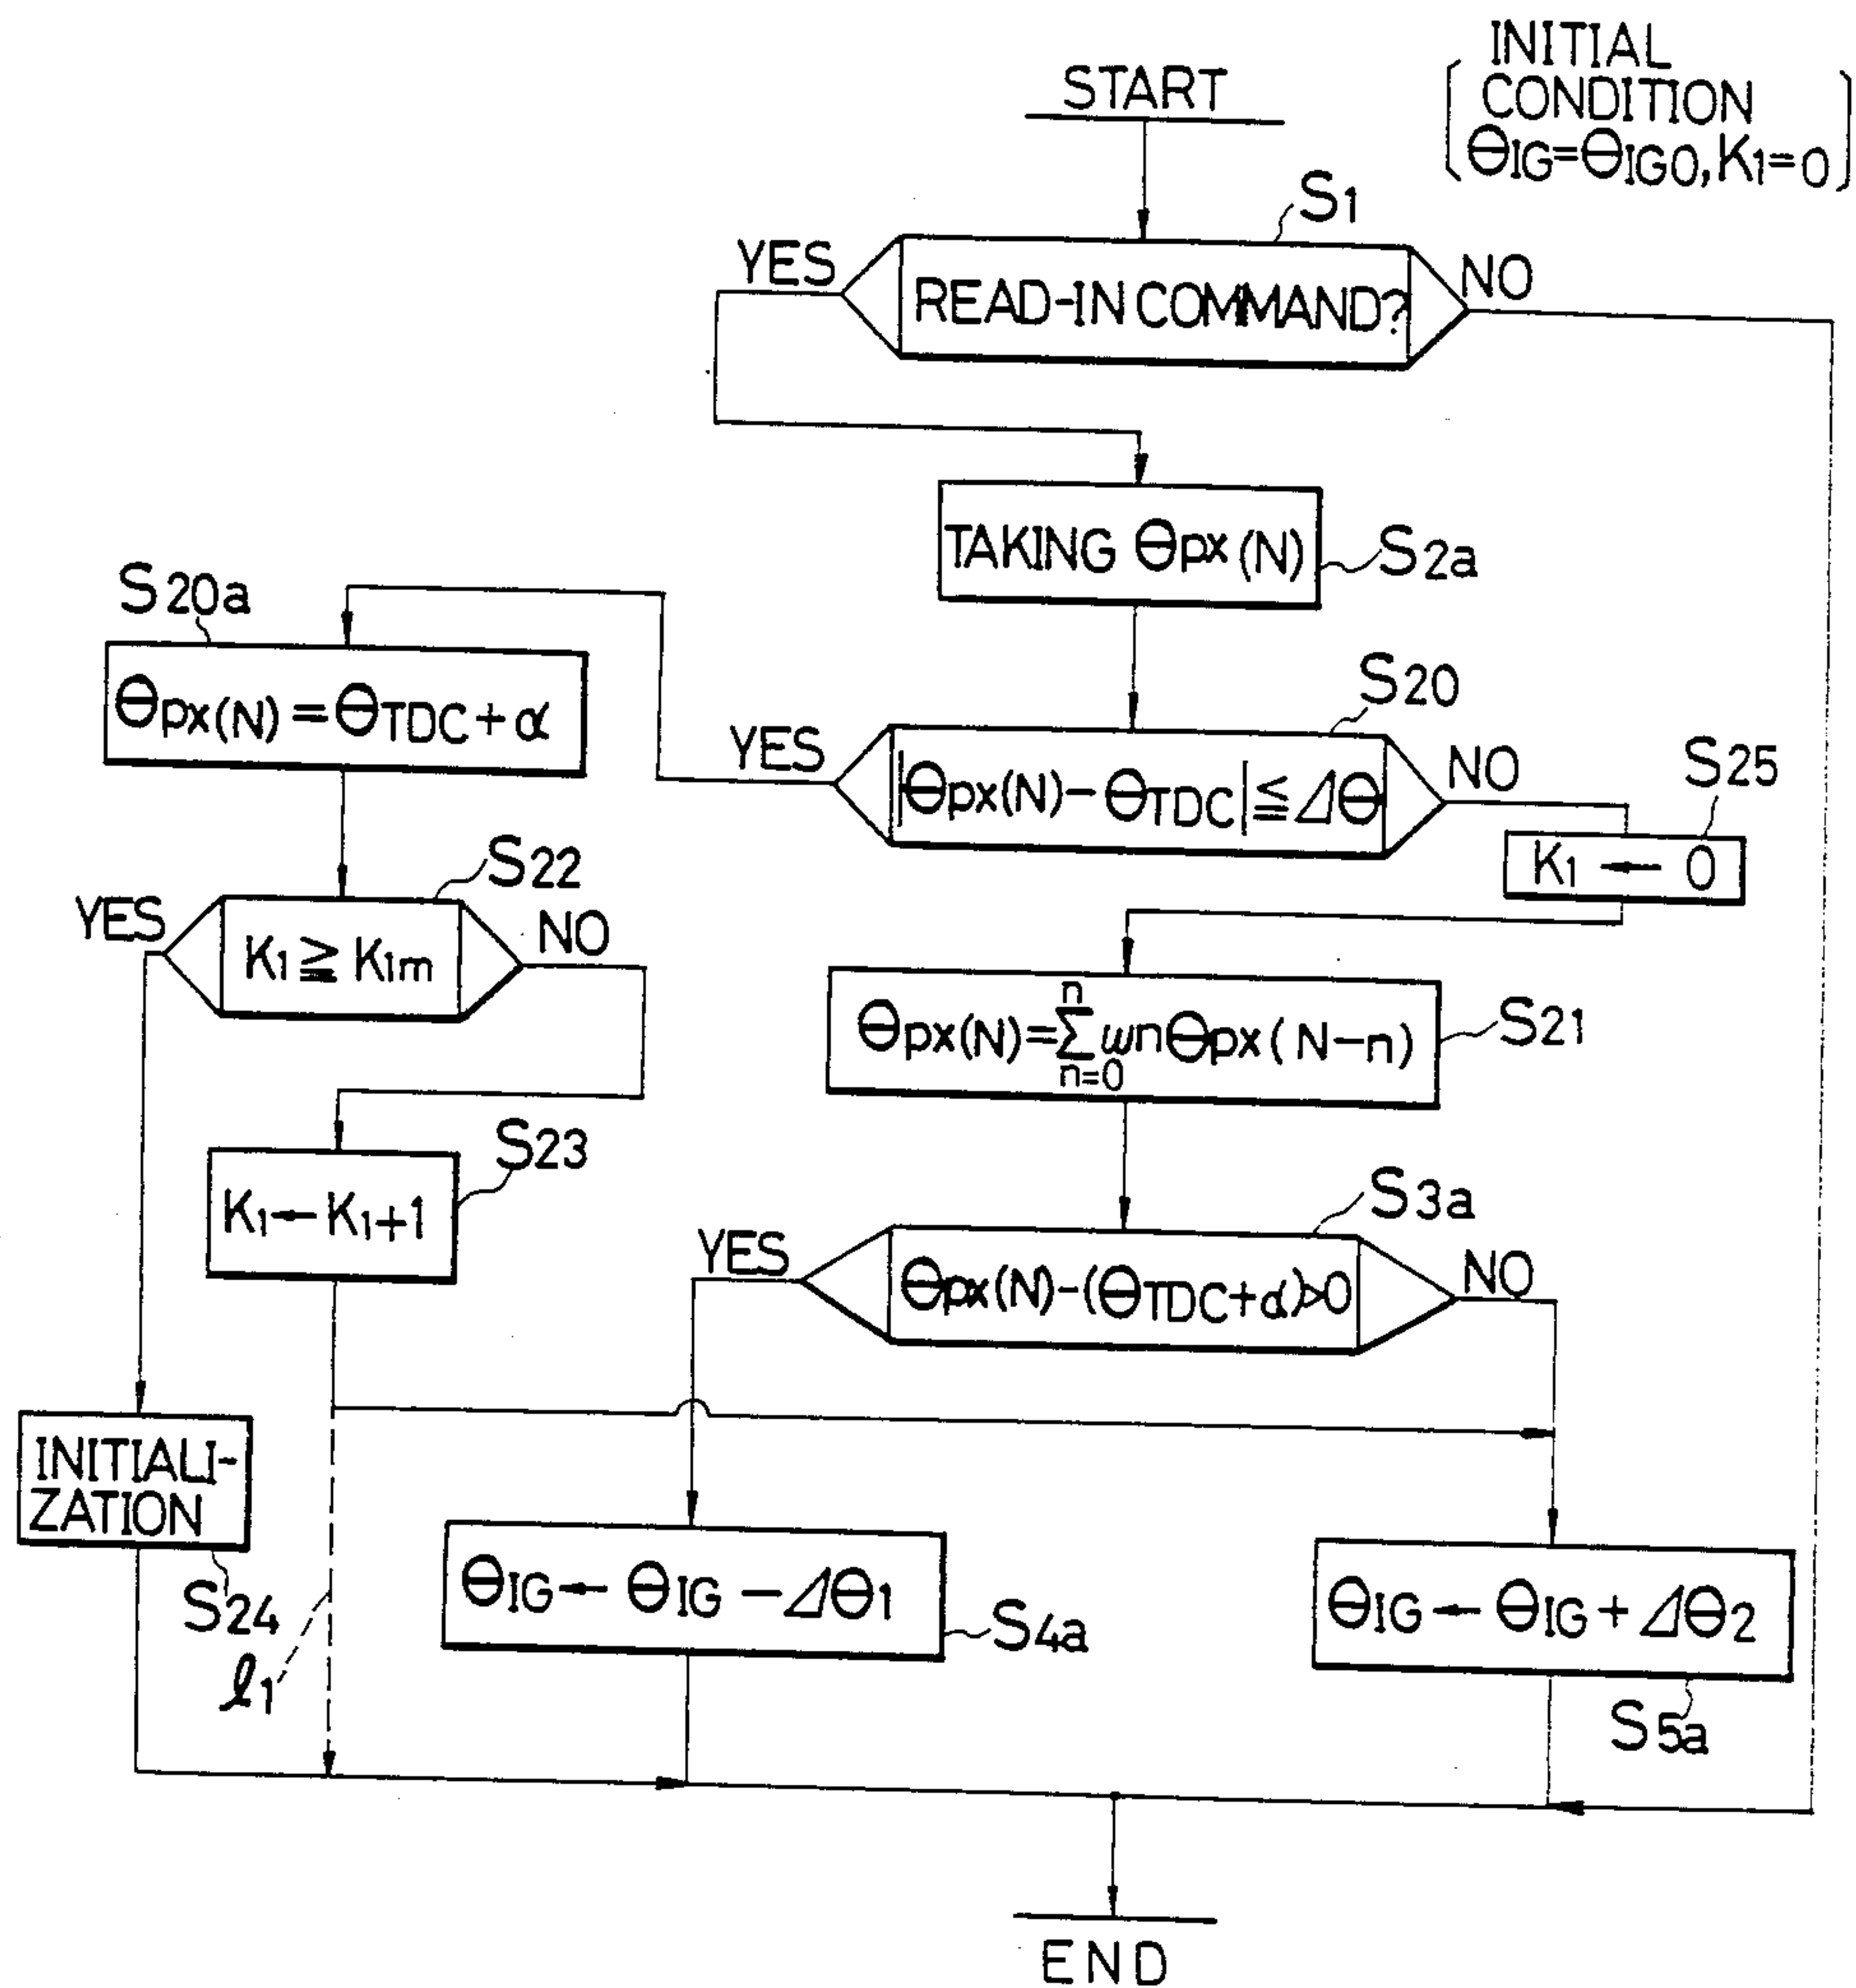 INITIAL
CONDITION
θIG=θIG0, K1=0
START
S1
YES
READ-IN COMMAND?
NO
TAKING θpx(N)
S2a
S20a
θpx(N)=θTDC+α
S20
YES
|θpx(N)-θTDC|≦Δθ
NO
S25
K1 ← 0
S22
YES
K1≧K1m
NO
θpx(N)=Σ n n=0 ωnθpx(N-n)
S21
S23
K1←K1+1
S3a
YES
θpx(N)-(θTDC+α)>0
NO
INITIALI-
ZATION
S24
l1
θIG ← θIG - Δθ1
S4a
θIG ← θIG + Δθ2
S5a
END